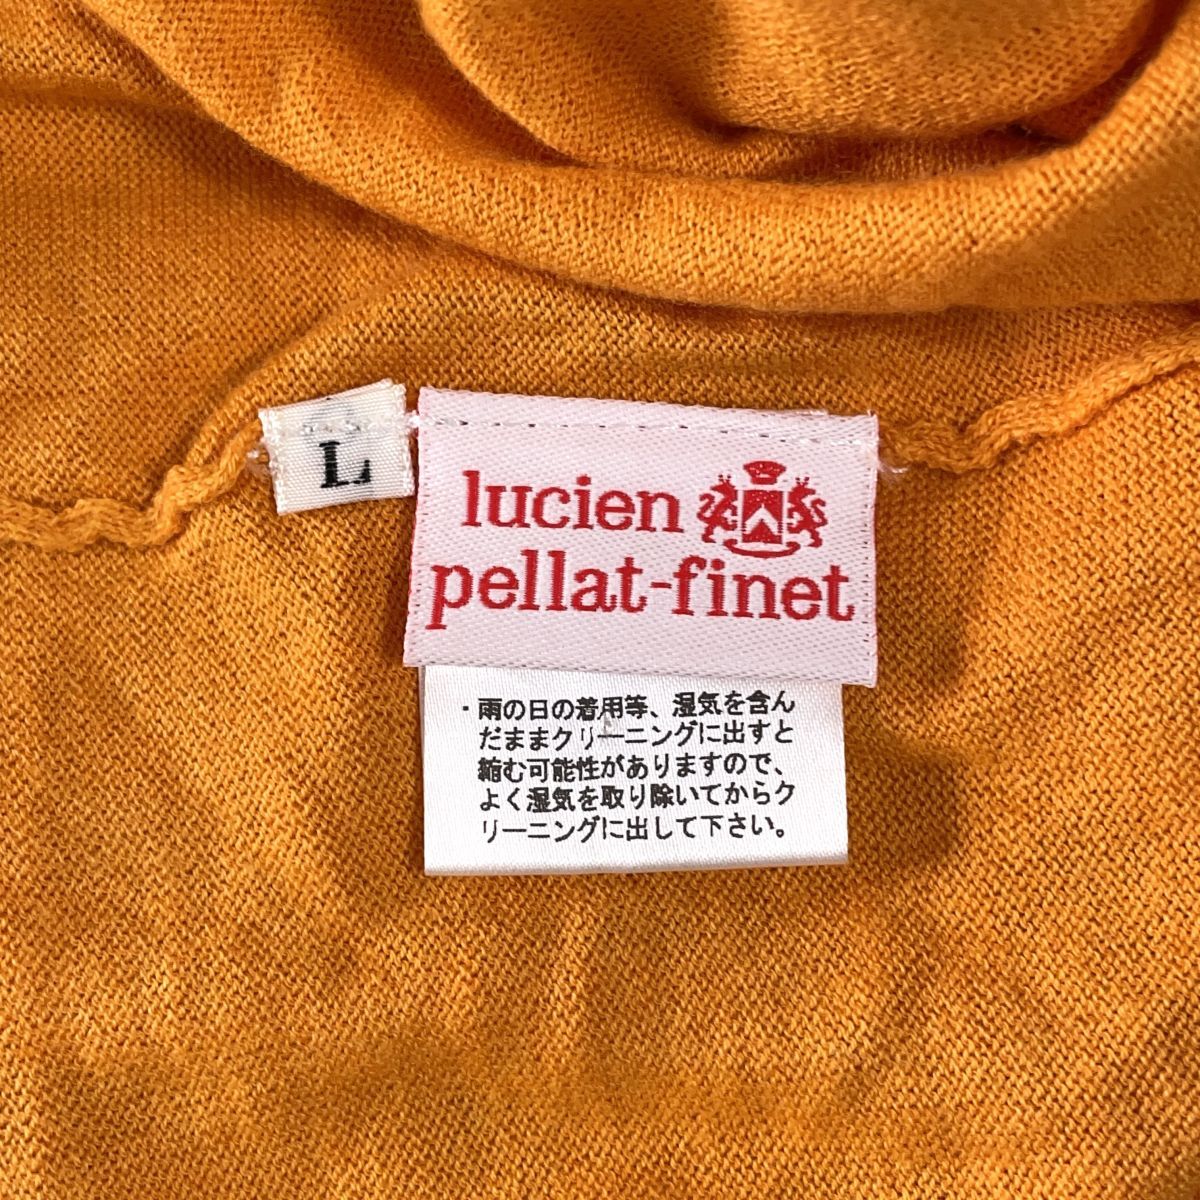 L
lucien
pellat-finet
・雨の日の着用等、湿気を含ん
だままクリーニングに出すと
縮む可能性がありますので、
よく湿気を取り除いてからク
リーニングに出して下さい。